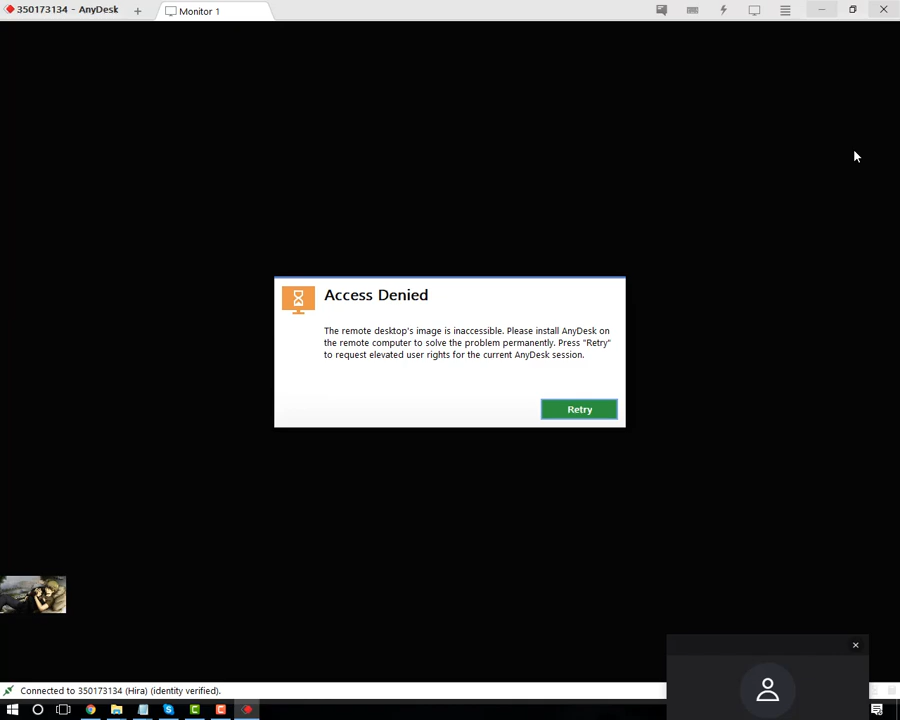 350173134 - AnyDesk
Monitor 1
Access Denied
The remote desktop's image is inaccessible. Please install AnyDesk on
the remote computer to solve the problem permanently. Press "Retry"
to request elevated user rights for the current AnyDesk session.
Retry
Connected to 350173134 (Hira) (identity verified).